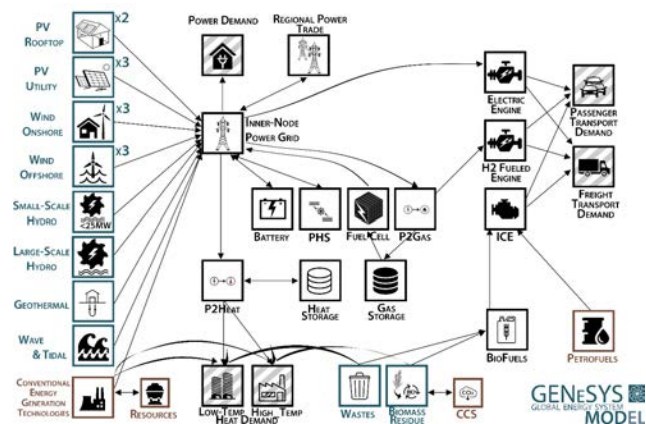 PV
Rooftop
x2
PV
Utility
x3
Wind
Onshore
x3
Wind
Offshore
x3
Small-Scale
Hydro
<25MW
Large-Scale
Hydro
Geothermal
Wave
& Tidal
Conventional
Energy
Generation
Technologies
Resources
Power Demand
Regional Power
Trade
Inner-Node
Power Grid
Battery
PHS
Fuel Cell
P2Gas
P2Heat
Heat
Storage
Gas
Storage
Low-Temp
High Temp
Heat Demand
Wastes
Biomass
Residue
CO₂
CCS
BioFuels
Petrofuels
Electric
Engine
H2 Fueled
Engine
ICE
Passenger
Transport
Demand
Freight
Transport
Demand
GENeSYS
GLOBAL ENERGY SYSTEM
MODEL